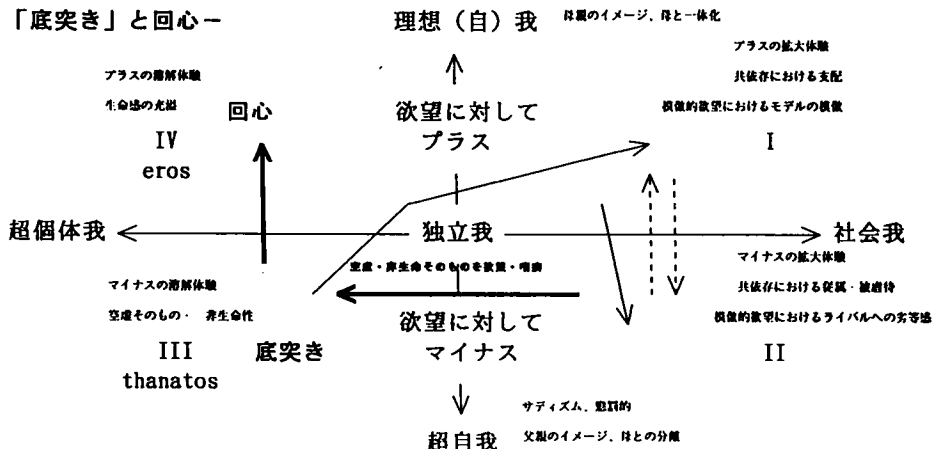 「底突き」と回心－
理想（自）我
母親のイメージ、母と一体化
プラスの溶解体験
生命感の充溢
IV
eros
回心
欲望に対して
プラス
プラスの拡大体験
共依存における支配
模倣的欲望におけるモデルの模倣
I
超個体我
独立我
社会我
空虚・非生命そのものを欲望・嗜癖
マイナスの溶解体験
空虚そのもの・ 非生命性
III
thanatos
底突き
欲望に対して
マイナス
マイナスの拡大体験
共依存における従属・被虐待
模倣的欲望におけるライバルへの劣等感
II
超自我
サディズム、懲罰的
父親のイメージ、母との分離